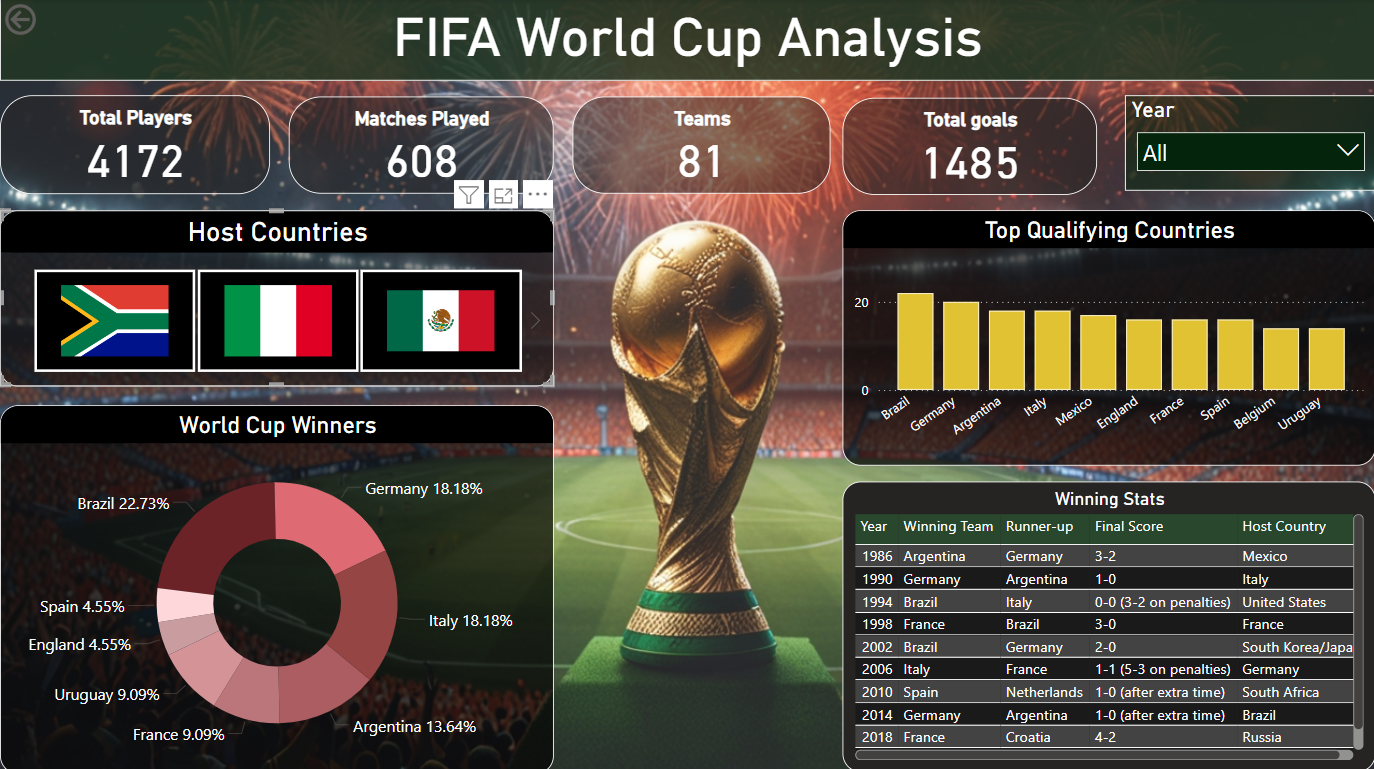 FIFA World Cup Analysis
Total Players
4172
Matches Played
608
Teams
81
Total goals
1485
Year
All
Host Countries
Top Qualifying Countries
20
0
Brazil
Germany
Argentina
Italy
Mexico
England
France
Spain
Belgium
Uruguay
World Cup Winners
Germany 18.18%
Italy 18.18%
Argentina 13.64%
France 9.09%
Uruguay 9.09%
England 4.55%
Spain 4.55%
Brazil 22.73%
Winning Stats
Year Winning Team Runner-up Final Score Host Country
1986 Argentina Germany 3-2 Mexico
1990 Germany Argentina 1-0 Italy
1994 Brazil Italy 0-0 (3-2 on penalties) United States
1998 France Brazil 3-0 France
2002 Brazil Germany 2-0 South Korea/Japa
2006 Italy France 1-1 (5-3 on penalties) Germany
2010 Spain Netherlands 1-0 (after extra time) South Africa
2014 Germany Argentina 1-0 (after extra time) Brazil
2018 France Croatia 4-2 Russia